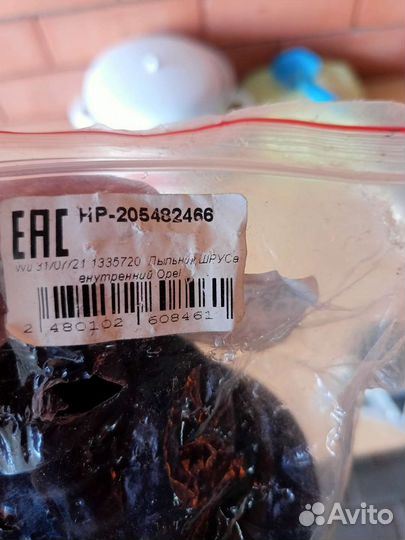 EAC HP-205482466
31/07/21 1335720 Пыльник ШРУСа
внутренний Opel
2 480102 608461
Avito